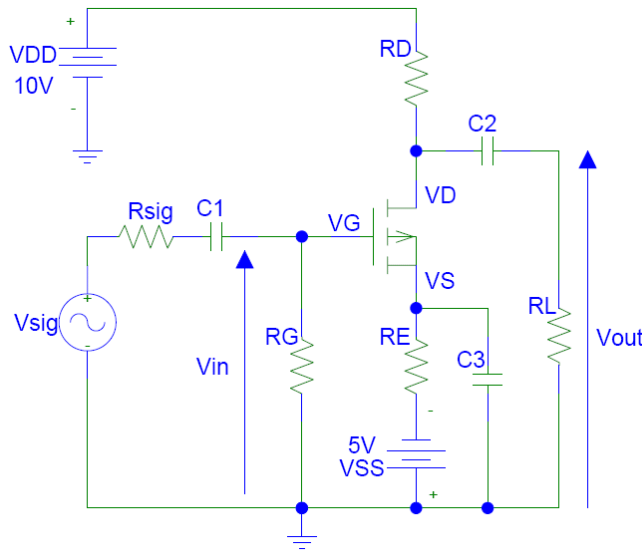 +
VDD
10V
-
RD
C2
VD
Rsig
C1
VG
VS
+
Vsig
-
Vin
RG
RE
C3
RL
Vout
-
5V
VSS
+